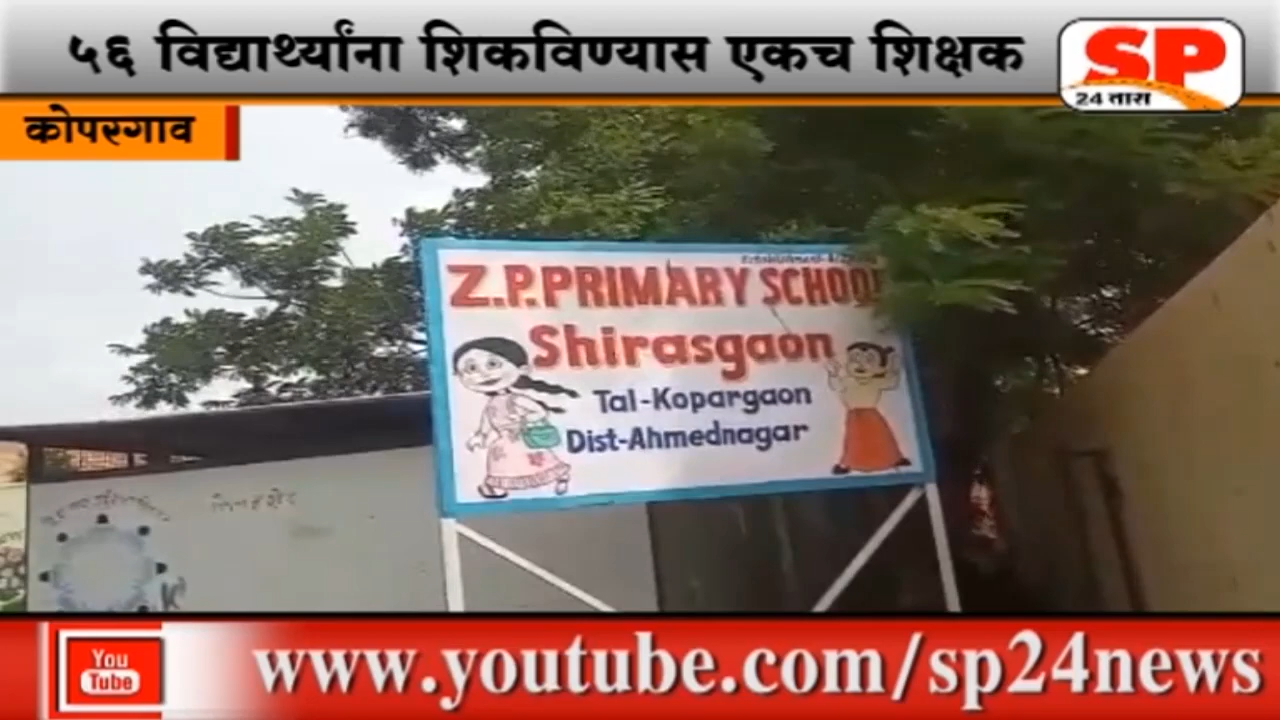 ५६ विद्यार्थ्यांना शिकविण्यास एकच शिक्षक
SP
24 तास
कोपरगाव
Z.P.PRIMARY SCHOOL
Shirasgaon
Tal-Kopargaon
Dist-Ahmednagar
You
Tube
www.youtube.com/sp24news